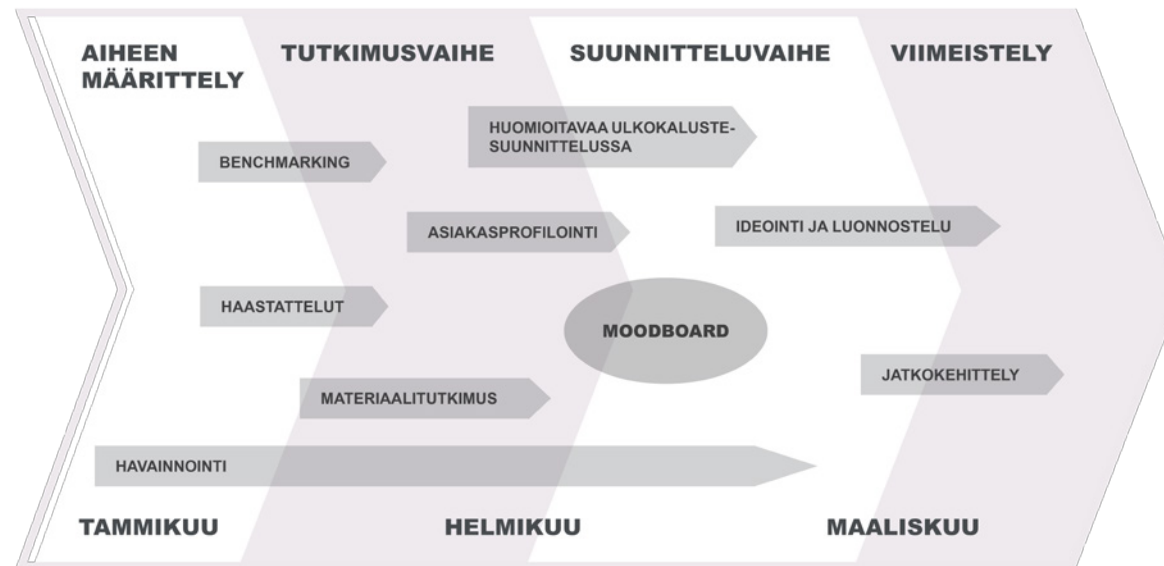 AIHEEN
MÄÄRITTELY
TUTKIMUSVAIHE
SUUNNITTELUVAIHE
VIIMEISTELY
HUOMIOITAVAA ULKOKALUSTE-
SUUNNITTELUSSA
BENCHMARKING
ASIAKASPROFILOINTI
IDEOINTI JA LUONNOSTELU
HAASTATTELUT
MOODBOARD
JATKOKEHITTELY
MATERIAALITUTKIMUS
HAVAINNOINTI
TAMMIKUU
HELMIKUU
MAALISKUU